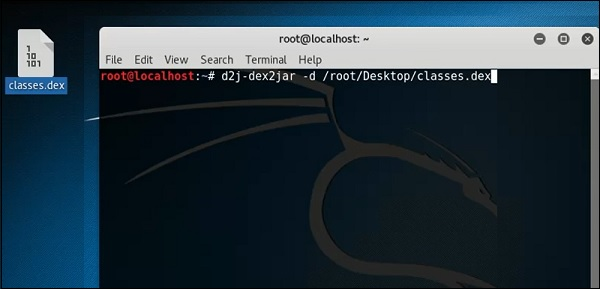 1
10
101
classes.dex
root@localhost: ~
File Edit View Search Terminal Help
root@localhost:~# d2j-dex2jar -d /root/Desktop/classes.dex